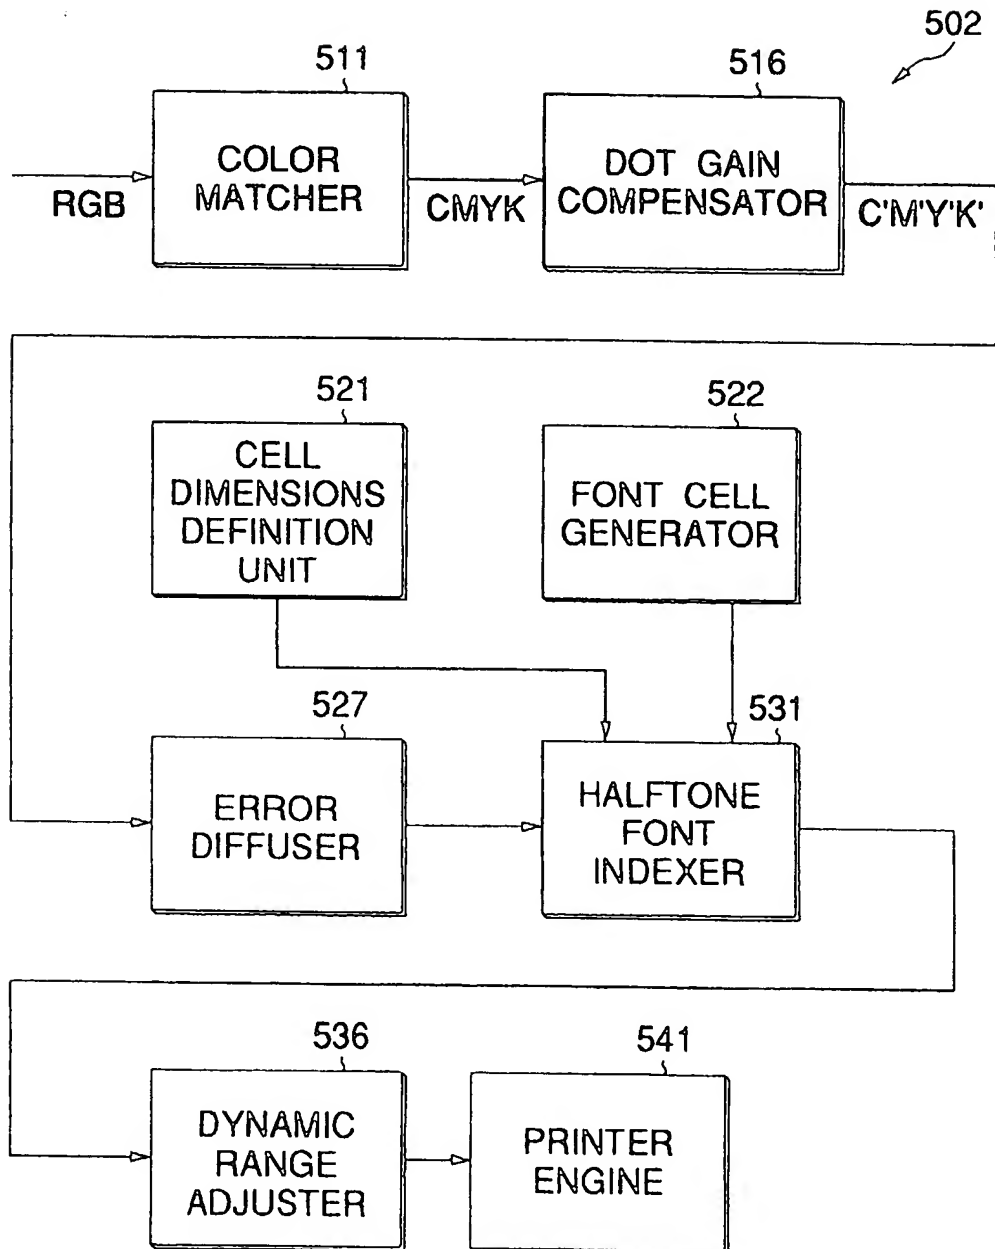 502
511
516
COLOR
MATCHER
DOT GAIN
COMPENSATOR
RGB
CMYK
C'M'Y'K'
521
522
CELL
DIMENSIONS
DEFINITION
UNIT
FONT CELL
GENERATOR
527
531
ERROR
DIFFUSER
HALFTONE
FONT
INDEXER
536
541
DYNAMIC
RANGE
ADJUSTER
PRINTER
ENGINE